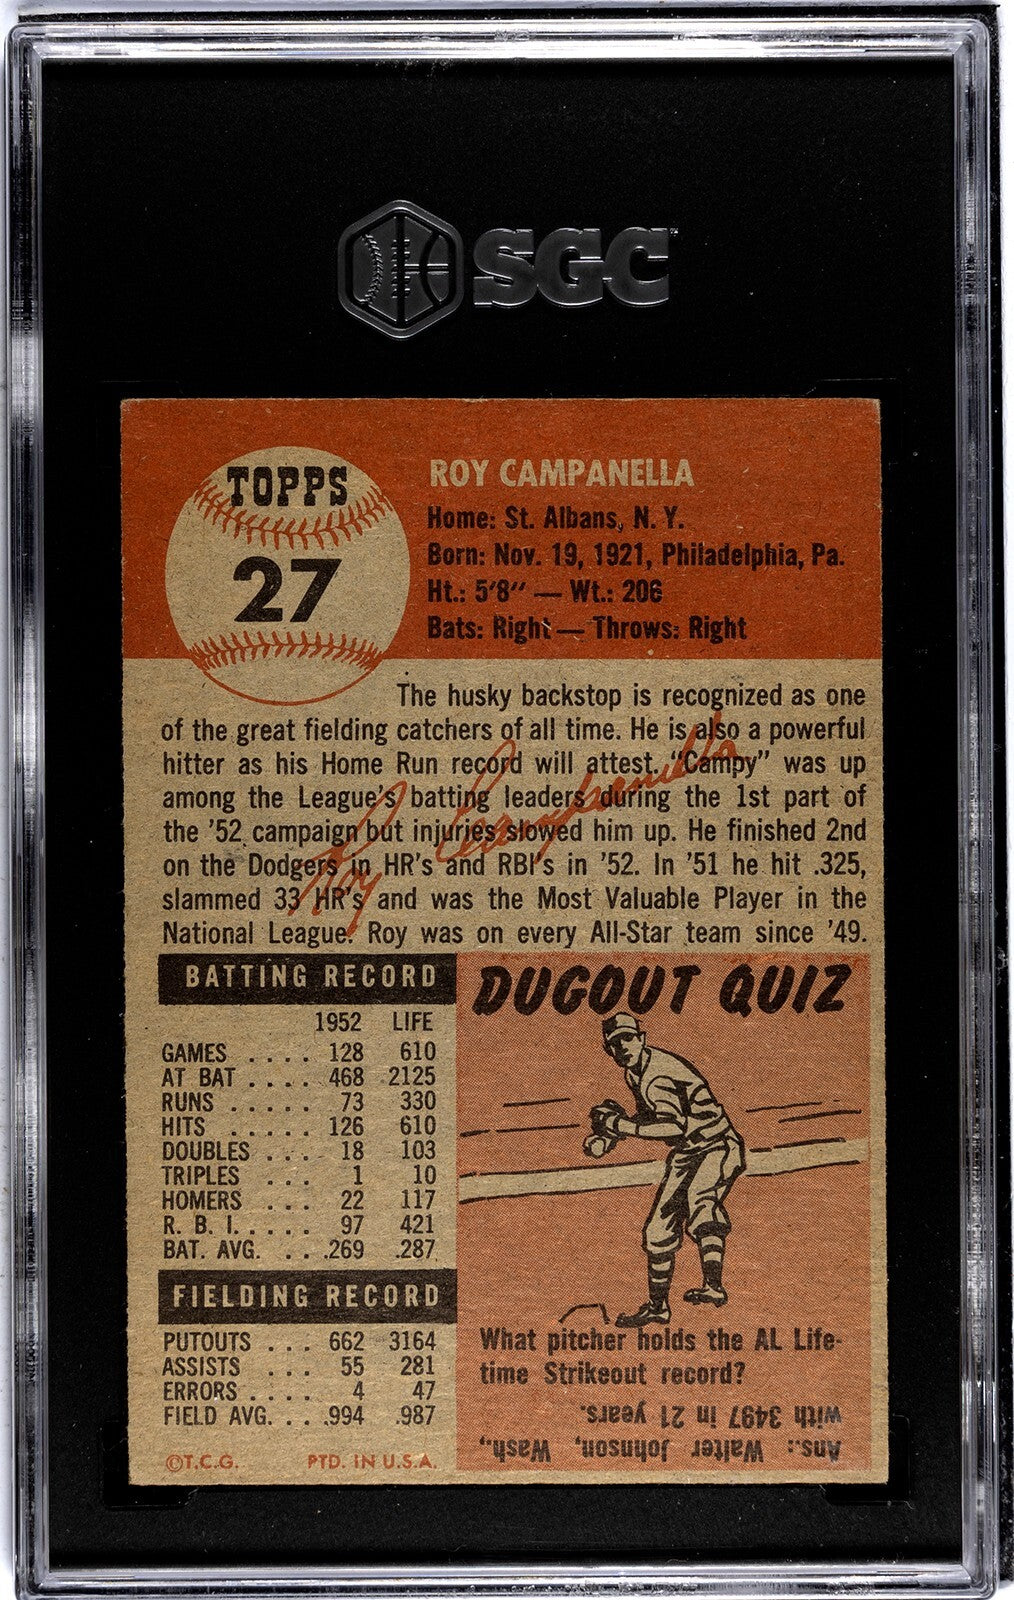 SGC
TOPPS
27
ROY CAMPANELLA
Home: St. Albans, N. Y.
Born: Nov. 19, 1921, Philadelphia, Pa.
Ht.: 5'8" — Wt.: 206
Bats: Right — Throws: Right
The husky backstop is recognized as one
of the great fielding catchers of all time. He is also a powerful
hitter as his Home Run record will attest. "Campy" was up
among the League's batting leaders during the 1st part of
the '52 campaign but injuries slowed him up. He finished 2nd
on the Dodgers in HR's and RBI's in '52. In '51 he hit .325,
slammed 33 HR's and was the Most Valuable Player in the
National League. Roy was on every All-Star team since '49.
Roy Campanella
BATTING RECORD
1952 LIFE
GAMES . . . . 128 610
AT BAT . . . . 468 2125
RUNS . . . . . 73 330
HITS . . . . . 126 610
DOUBLES . . . 18 103
TRIPLES . . . 1 10
HOMERS . . . 22 117
R. B. I. . . . . 97 421
BAT. AVG. . . .269 .287
FIELDING RECORD
PUTOUTS . . . 662 3164
ASSISTS . . . 55 281
ERRORS . . . . 4 47
FIELD AVG. . . .994 .987
©T.C.G. PTD. IN U.S.A.
DUGOUT QUIZ
What pitcher holds the AL Life-
time Strikeout record?
Ans.: Walter Johnson, Wash.,
with 3497 in 21 years.